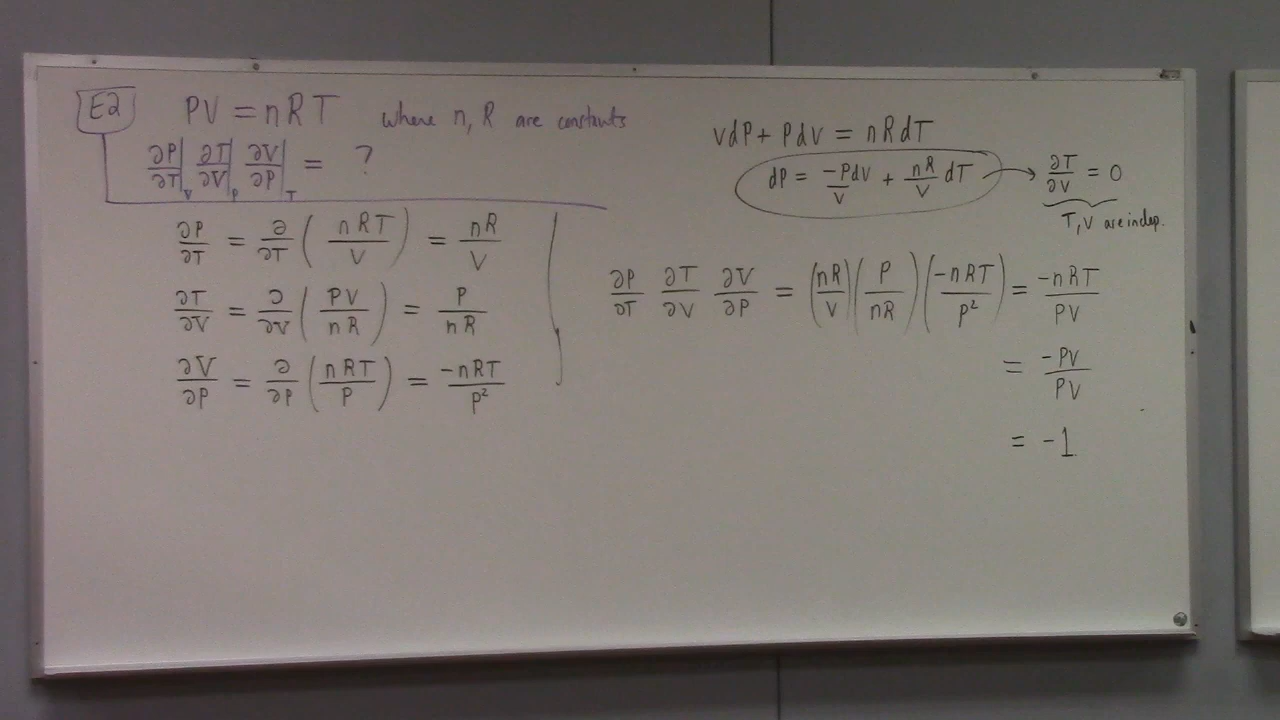 E2 PV = nRT where n, R are constants
∂P/∂T|_V ∂T/∂V|_P ∂V/∂P|_T = ?
∂P/∂T = ∂/∂T (nRT/V) = nR/V
∂T/∂V = ∂/∂V (PV/nR) = P/nR
∂V/∂P = ∂/∂P (nRT/P) = -nRT/P²
VdP + PdV = nRdT
dP = -PdV/V + nR/V dT → ∂T/∂V = 0
T, V are indep.
∂P/∂T ∂T/∂V ∂V/∂P = (nR/V)(P/nR)(-nRT/P²) = -nRT/PV
= -PV/PV
= -1